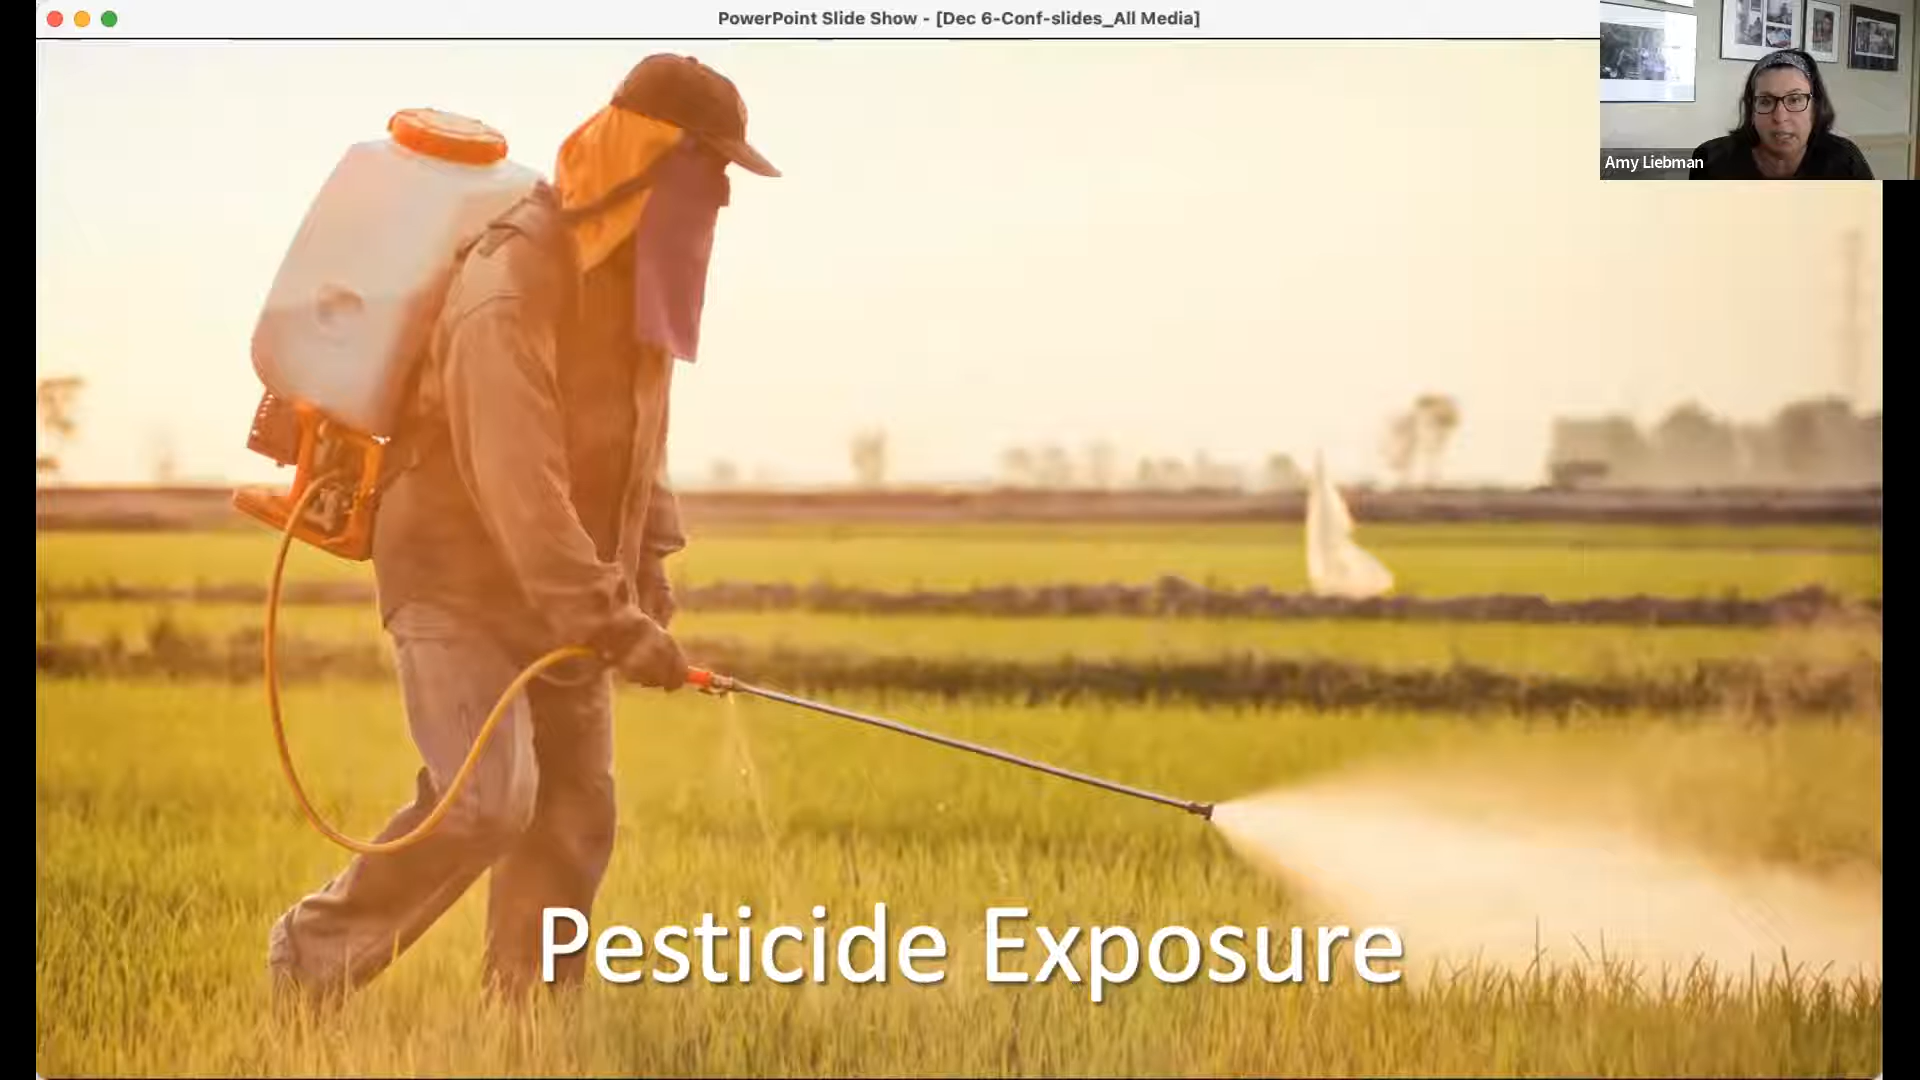 PowerPoint Slide Show - [Dec 6-Conf-slides_All Media]
Amy Liebman
Pesticide Exposure